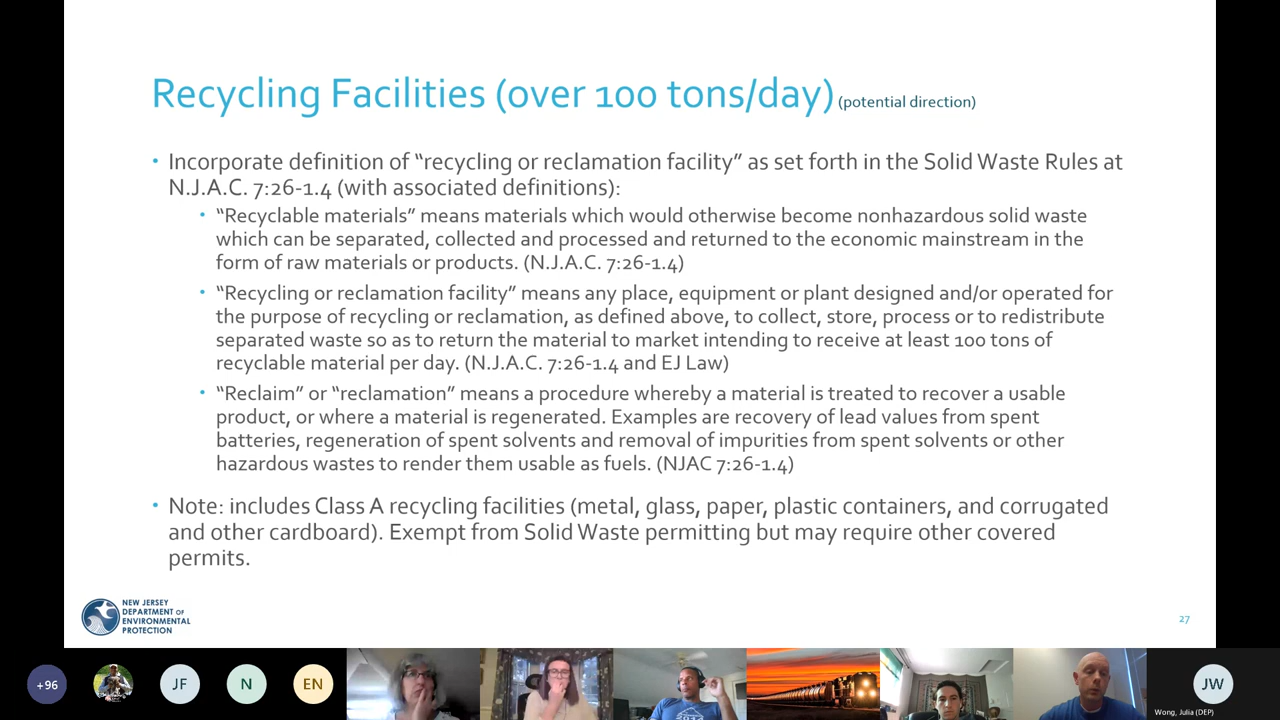 Recycling Facilities (over 100 tons/day) (potential direction)
• Incorporate definition of “recycling or reclamation facility” as set forth in the Solid Waste Rules at
N.J.A.C. 7:26-1.4 (with associated definitions):
• “Recyclable materials” means materials which would otherwise become nonhazardous solid waste
which can be separated, collected and processed and returned to the economic mainstream in the
form of raw materials or products. (N.J.A.C. 7:26-1.4)
• “Recycling or reclamation facility” means any place, equipment or plant designed and/or operated for
the purpose of recycling or reclamation, as defined above, to collect, store, process or to redistribute
separated waste so as to return the material to market intending to receive at least 100 tons of
recyclable material per day. (N.J.A.C. 7:26-1.4 and EJ Law)
• “Reclaim” or “reclamation” means a procedure whereby a material is treated to recover a usable
product, or where a material is regenerated. Examples are recovery of lead values from spent
batteries, regeneration of spent solvents and removal of impurities from spent solvents or other
hazardous wastes to render them usable as fuels. (NJAC 7:26-1.4)
• Note: includes Class A recycling facilities (metal, glass, paper, plastic containers, and corrugated
and other cardboard). Exempt from Solid Waste permitting but may require other covered
permits.
NEW JERSEY
DEPARTMENT OF
ENVIRONMENTAL
PROTECTION
27
+96
JF
N
EN
JW
Wong, Julia (DEP)